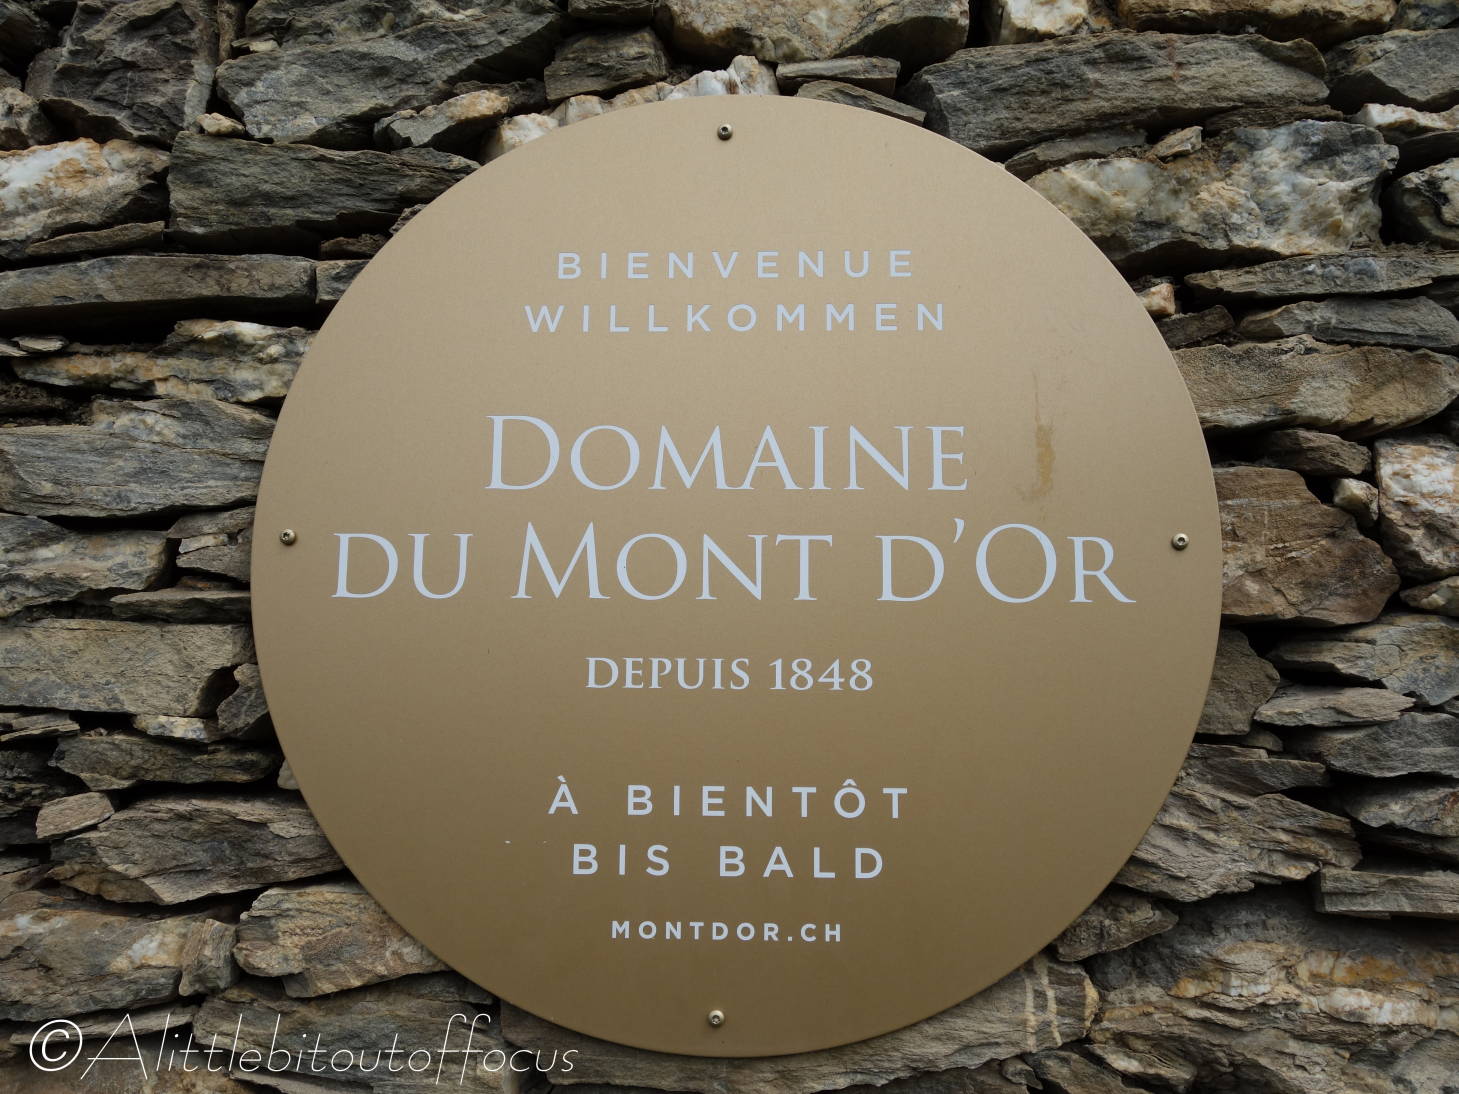 BIENVENUE
WILLKOMMEN
DOMAINE
DU MONT D'OR
DEPUIS 1848
À BIENTÔT
BIS BALD
MONTDOR.CH
©Alittlebitoutoffocus